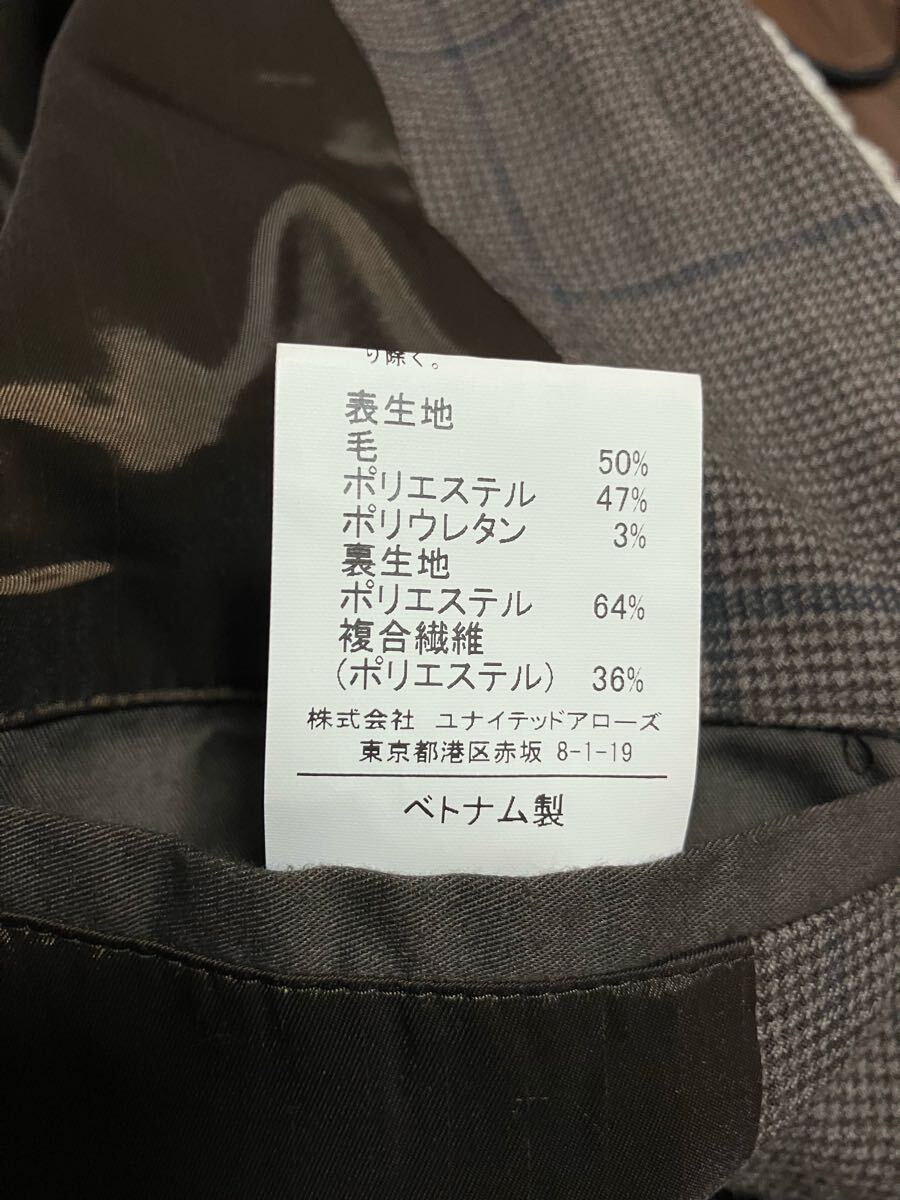 り除く。
表生地
毛 50%
ポリエステル 47%
ポリウレタン 3%
裏生地
ポリエステル 64%
複合繊維
(ポリエステル) 36%
株式会社 ユナイテッドアローズ
東京都港区赤坂 8-1-19
ベトナム製